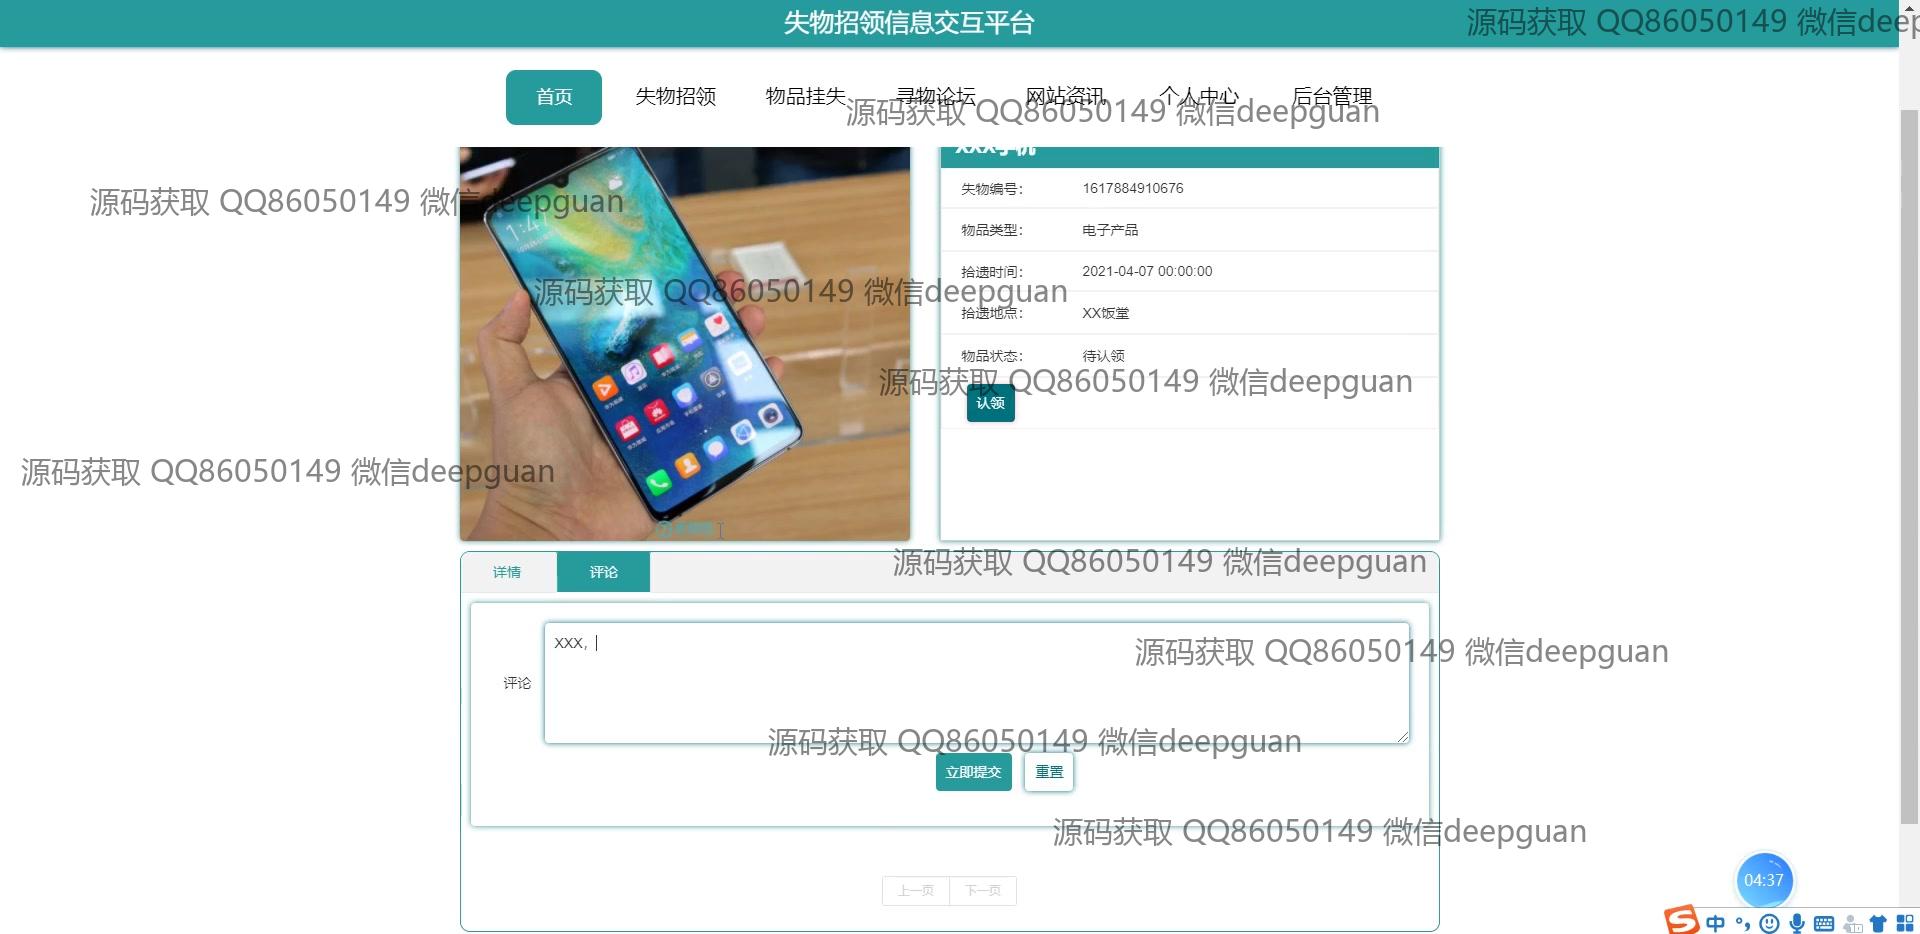 失物招领信息交互平台
源码获取 QQ86050149 微信deep
首页
失物招领
物品挂失
寻物论坛
网站资讯
个人中心
后台管理
源码获取 QQ86050149 微信deepguan
XXX手机
源码获取 QQ86050149 微信deepguan
失物编号： 1617884910676
物品类型： 电子产品
拾遗时间： 2021-04-07 00:00:00
源码获取 QQ86050149 微信deepguan
拾遗地点： XX饭堂
物品状态： 待认领
源码获取 QQ86050149 微信deepguan
认领
1:47
源码获取 QQ86050149 微信deepguan
详情
评论
源码获取 QQ86050149 微信deepguan
XXX，
源码获取 QQ86050149 微信deepguan
评论
源码获取 QQ86050149 微信deepguan
立即提交
重置
源码获取 QQ86050149 微信deepguan
上一页
下一页
04:37
中